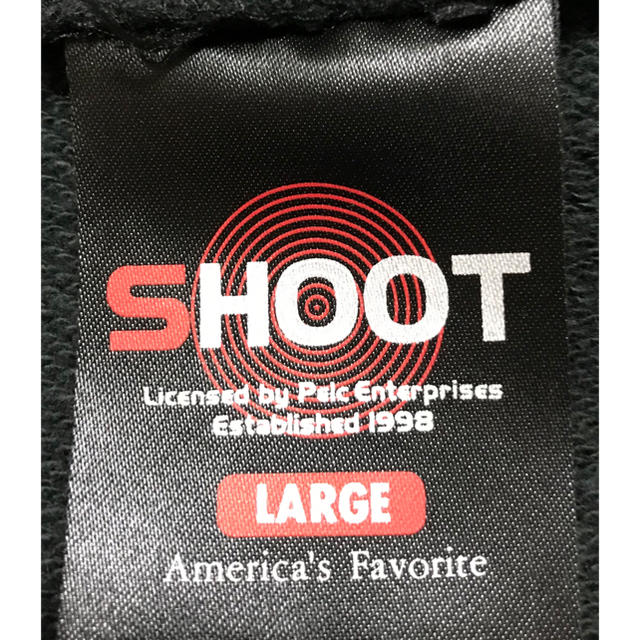 SHOOT
Licensed by Pelc Enterprises
Established 1998
LARGE
America's Favorite